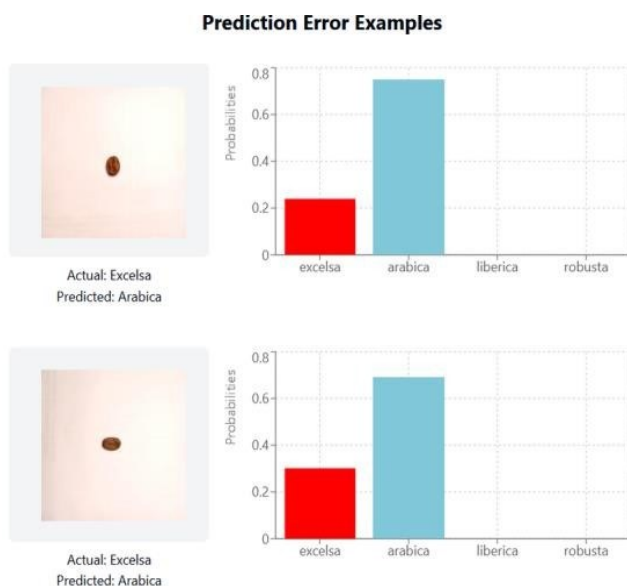 Prediction Error Examples
Probabilities
0.8
0.6
0.4
0.2
0
excelsa arabica liberica robusta
Actual: Excelsa
Predicted: Arabica
Probabilities
0.8
0.6
0.4
0.2
0
excelsa arabica liberica robusta
Actual: Excelsa
Predicted: Arabica